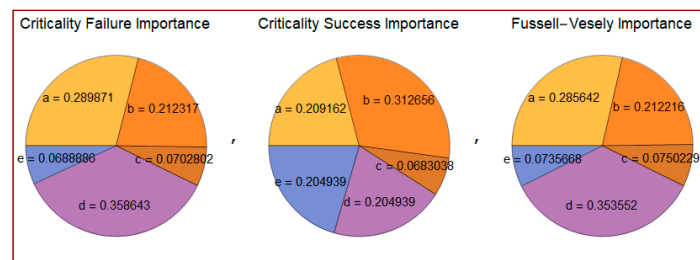 Criticality Failure Importance
a = 0.289871
b = 0.212317
e = 0.0688886
c = 0.0702802
d = 0.358643
,
Criticality Success Importance
a = 0.209162
b = 0.312656
c = 0.0683038
e = 0.204939
d = 0.204939
,
Fussell–Vesely Importance
a = 0.285642
b = 0.212216
e = 0.0735668
c = 0.0750229
d = 0.353552